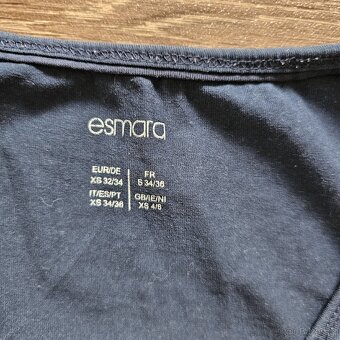 esmara
EUR/DE FR
XS 32/34 S 34/36
IT/ES/PT GB/IE/NI
XS 34/36 XS 4/6